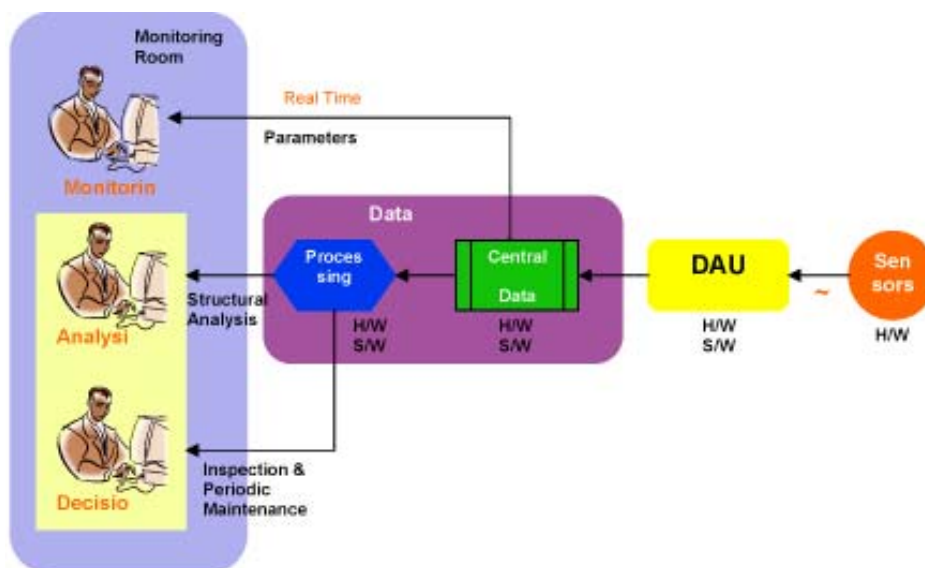 Monitoring
Room
Real Time
Parameters
Monitorin
Data
Proces
sing
Central
Data
DAU
Sen
sors
~
Structural
Analysis
H/W
S/W
H/W
S/W
H/W
S/W
H/W
Analysi
Inspection &
Periodic
Maintenance
Decisio